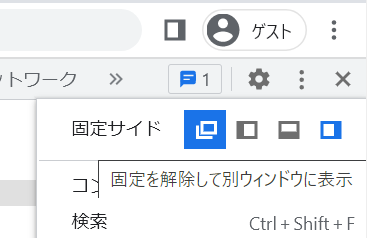 ゲスト
ットワーク
1
固定サイド
固定を解除して別ウィンドウに表示
検索 Ctrl + Shift + F